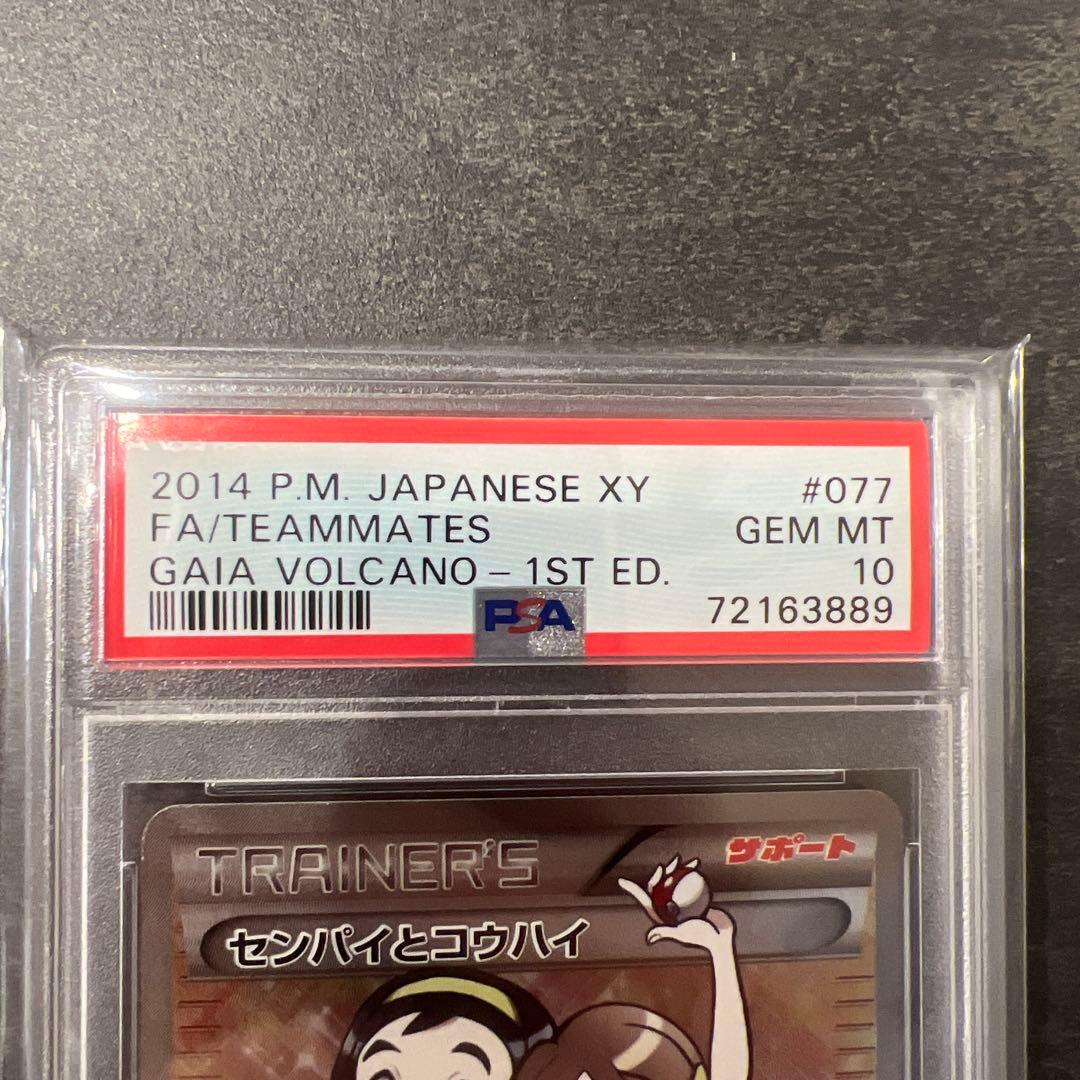 2014 P.M. JAPANESE XY #077
FA/TEAMMATES GEM MT
GAIA VOLCANO – 1ST ED. 10
PSA 72163889
TRAINER'S サポート
センパイとコウハイ